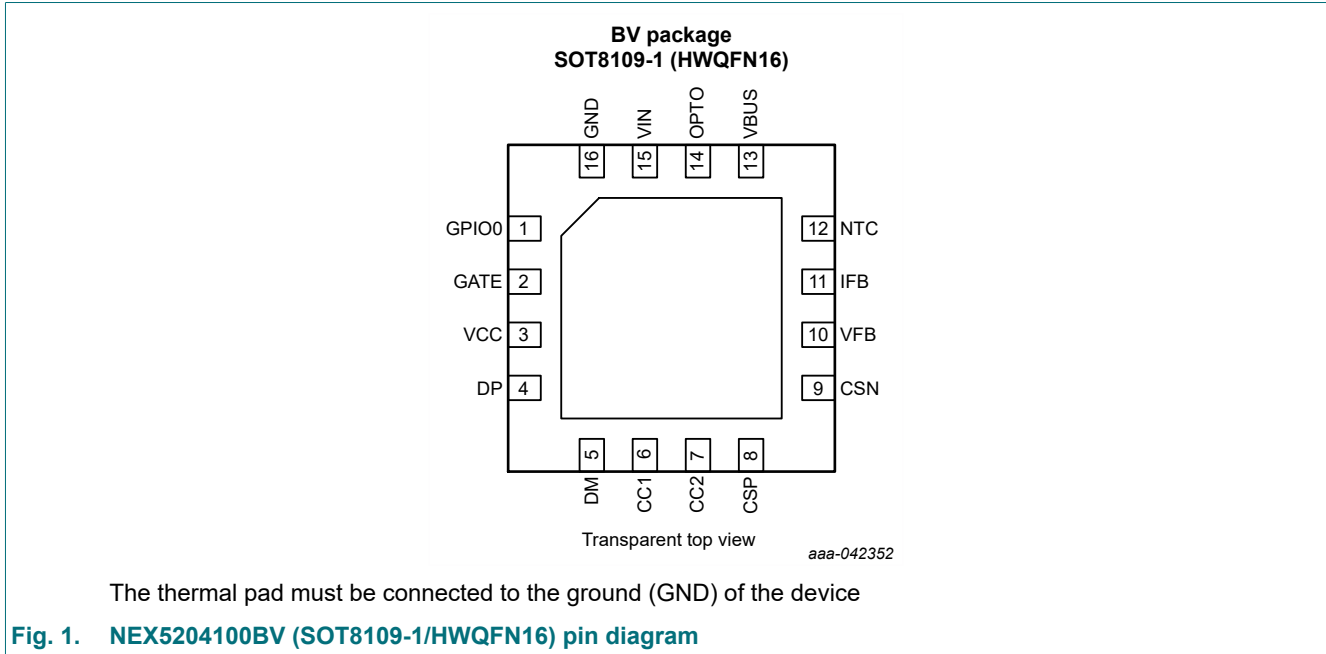 BV package
SOT8109-1 (HWQFN16)
GND VIN OPTO VBUS
16 15 14 13
GPIO0 1
12 NTC
GATE 2
11 IFB
VCC 3
10 VFB
DP 4
9 CSN
5 6 7 8
DM CC1 CC2 CSP
Transparent top view
aaa-042352
The thermal pad must be connected to the ground (GND) of the device
Fig. 1. NEX5204100BV (SOT8109-1/HWQFN16) pin diagram